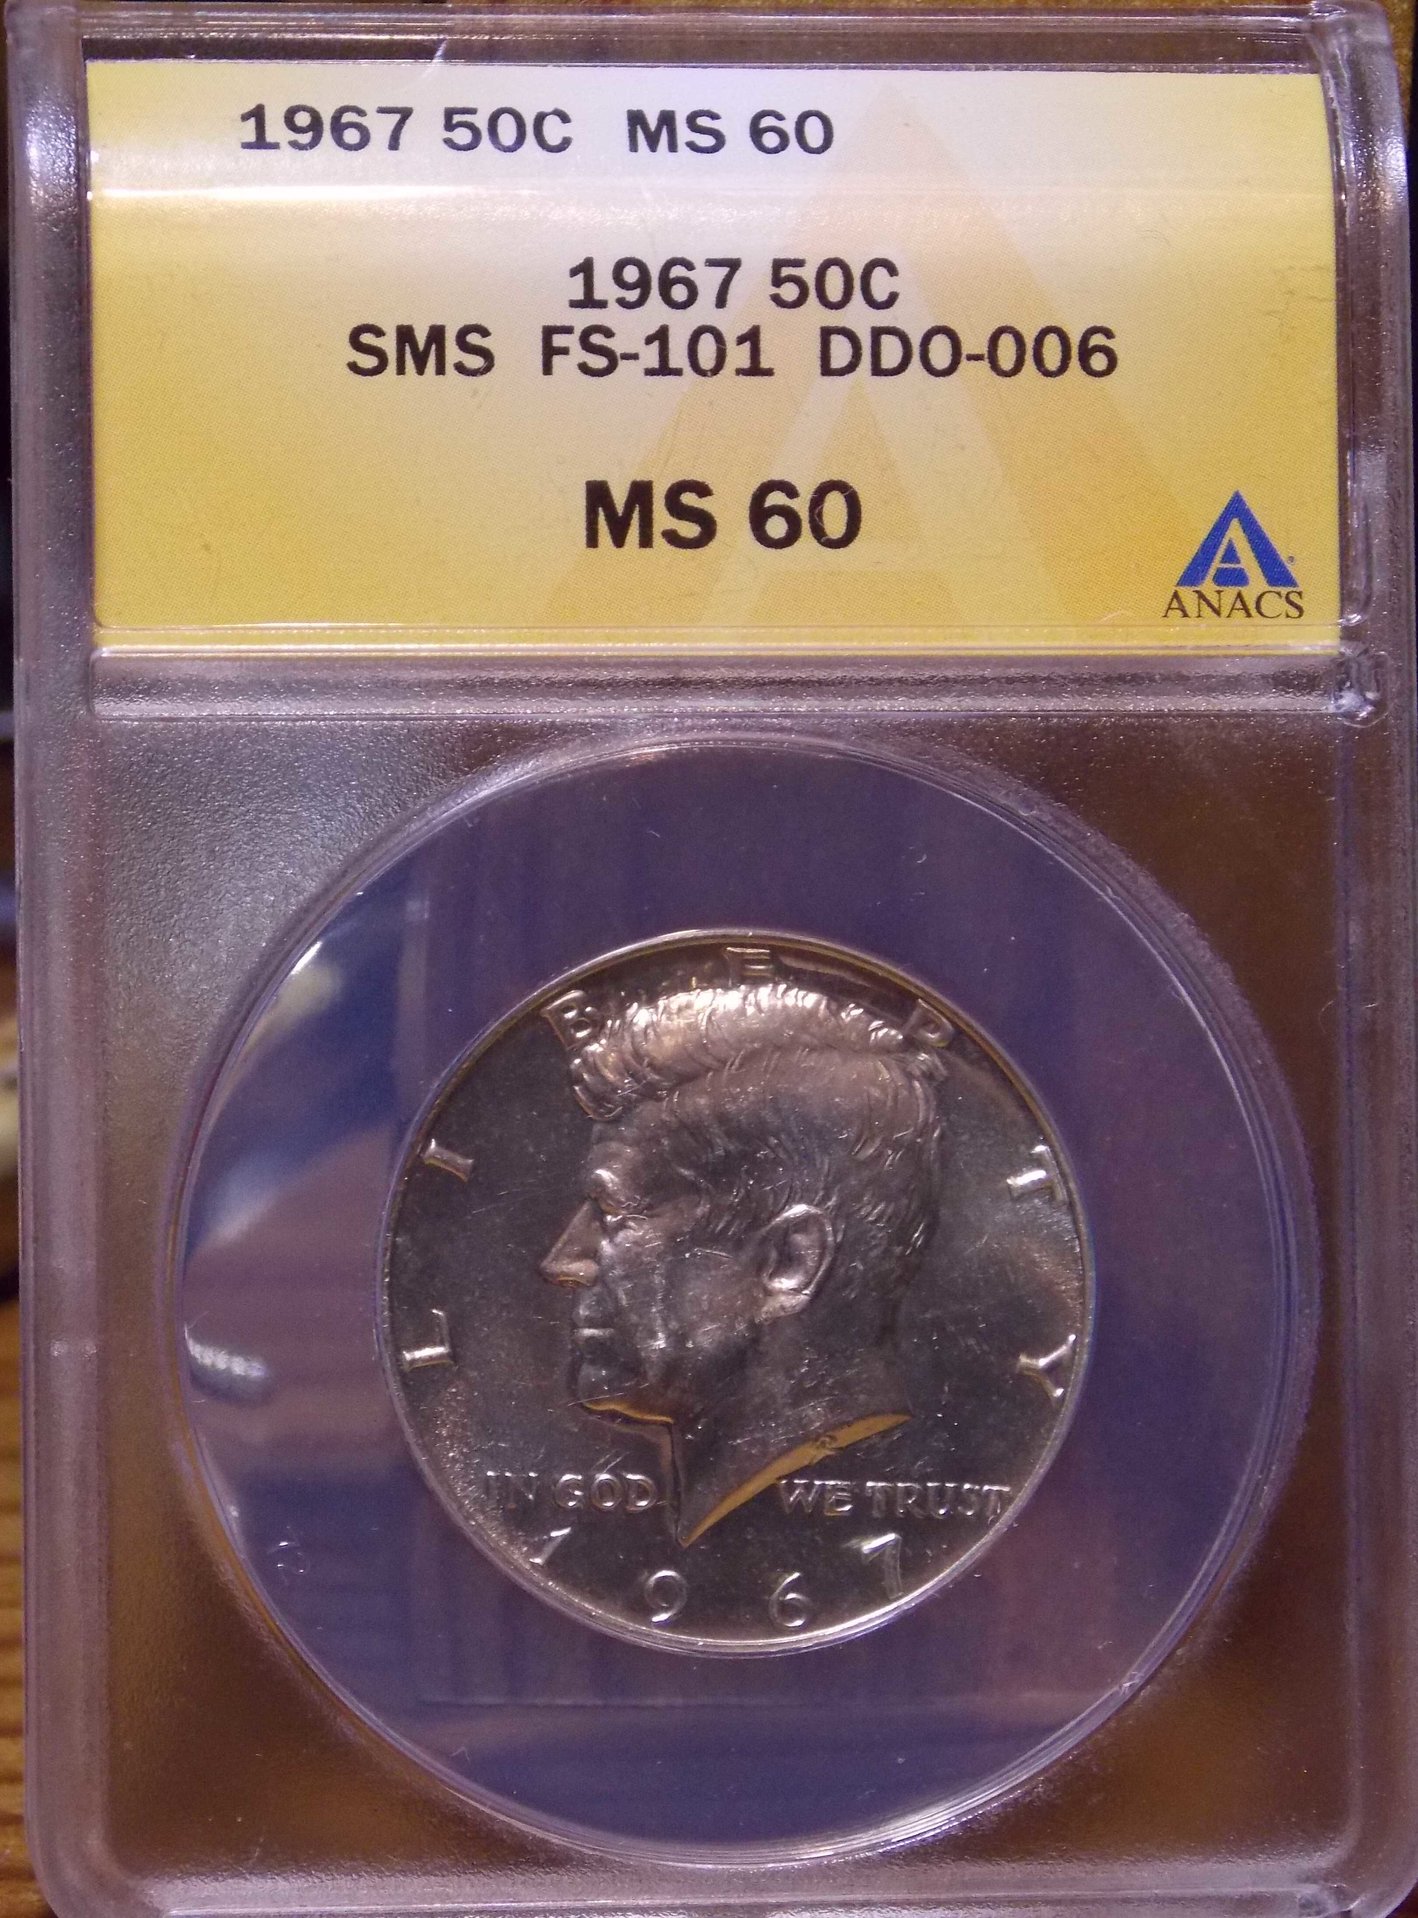 1967 50C MS 60
1967 50C
SMS FS-101 DDO-006
MS 60
ANACS
LIBERTY
IN GOD WE TRUST
1967